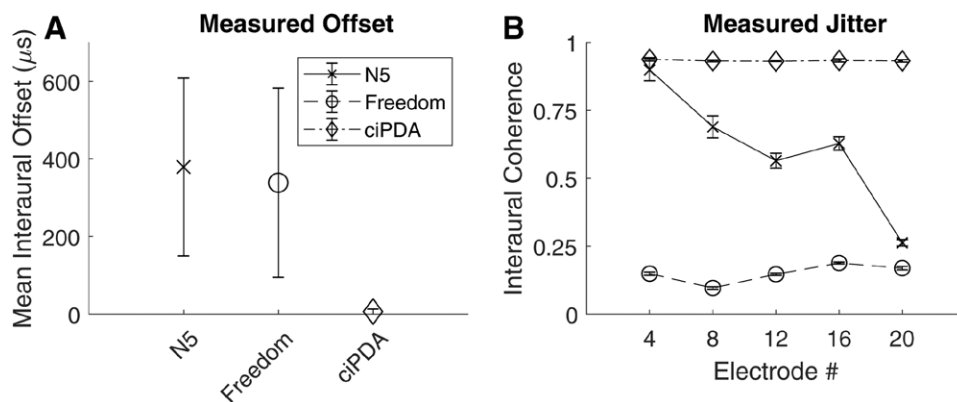 A
Measured Offset
Mean Interaural Offset (μs)
600
400
200
0
N5
Freedom
ciPDA
N5
Freedom
ciPDA
B
Measured Jitter
Interaural Coherence
1
0.75
0.5
0.25
0
4
8
12
16
20
Electrode #